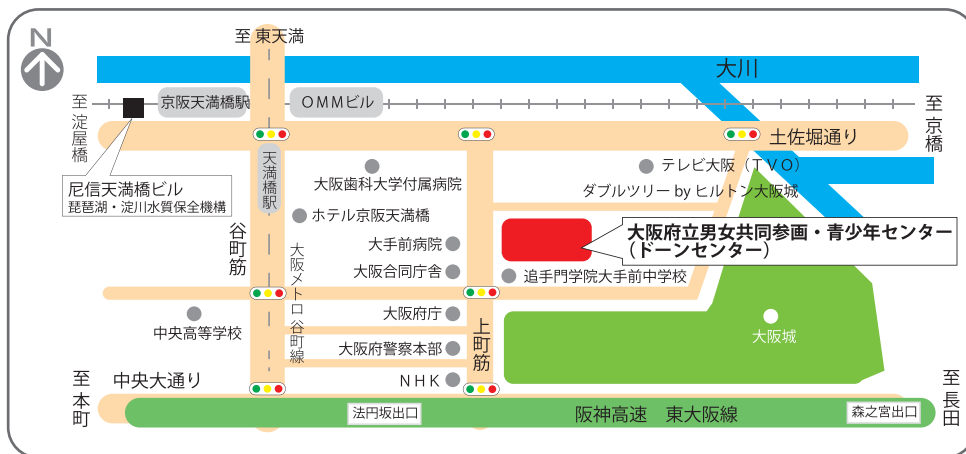 N
至 東天満
大川
至 淀屋橋
京阪天満橋駅
OMMビル
至 京橋
土佐堀通り
天満橋駅
大阪歯科大学付属病院
テレビ大阪（TVO）
ダブルツリー by ヒルトン大阪城
尼信天満橋ビル
琵琶湖・淀川水質保全機構
ホテル京阪天満橋
谷町筋
大阪メトロ 谷町線
大手前病院
大阪府立男女共同参画・青少年センター
（ドーンセンター）
大阪合同庁舎
追手門学院大手前中学校
中央高等学校
大阪府庁
上町筋
大阪城
大阪府警察本部
NHK
至 本町
中央大通り
至 長田
法円坂出口
阪神高速　東大阪線
森之宮出口